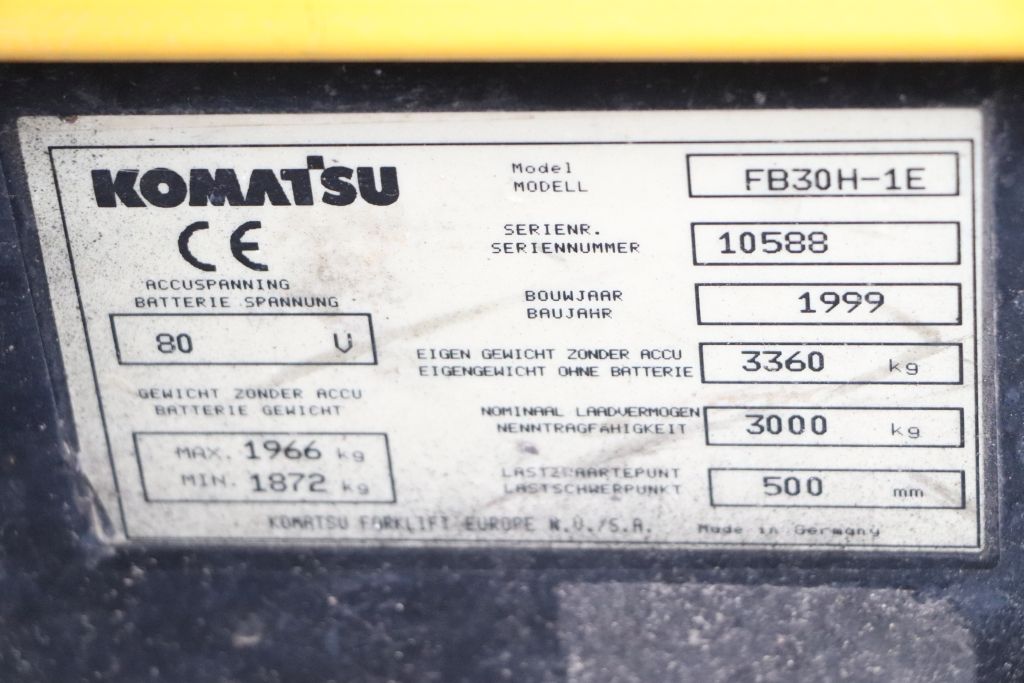 KOMATSU
CE
ACCUSPANNING
BATTERIE SPANNUNG
80 V
GEWICHT ZONDER ACCU
BATTERIE GEWICHT
MAX. 1966 kg
MIN. 1872 kg
Model
MODELL
FB30H-1E
SERIENR.
SERIENNUMMER
10588
BOUWJAAR
BAUJAHR
1999
EIGEN GEWICHT ZONDER ACCU
EIGENGEWICHT OHNE BATTERIE
3360 kg
NOMINAAL LAADVERMOGEN
NENNTRAGFÄHIGKEIT
3000 kg
LASTZWAARTEPUNT
LASTSCHWERPUNKT
500 mm
KOMATSU FORKLIFT EUROPE N.V./S.A.
Made in Germany